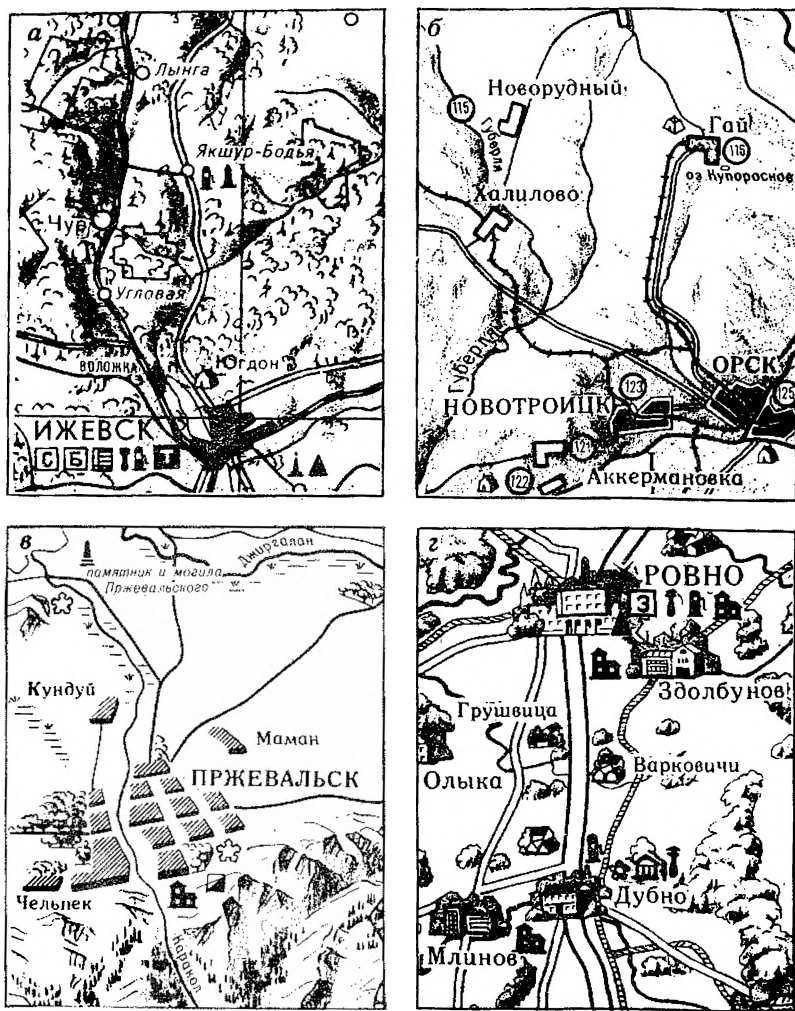 а
Лынга
Якшур-Бодья
Чур
Угловая
Югдон
ВОЛОЖКА
ИЖЕВСК
С Б
б
Новорудный
115
Губерля
Гай
116
оз. Купоросное
Халилово
Губерля
ОРСК
123
125
НОВОТРОИЦК
121
122
Аккермановка
в
Джиргалан
памятник и могила
Пржевальского
Кундуй
Маман
ПРЖЕВАЛЬСК
Чельпек
Каракол
г
РОВНО
З
Здолбунов
Грушвица
Олыка
Варковичи
Дубно
Млинов